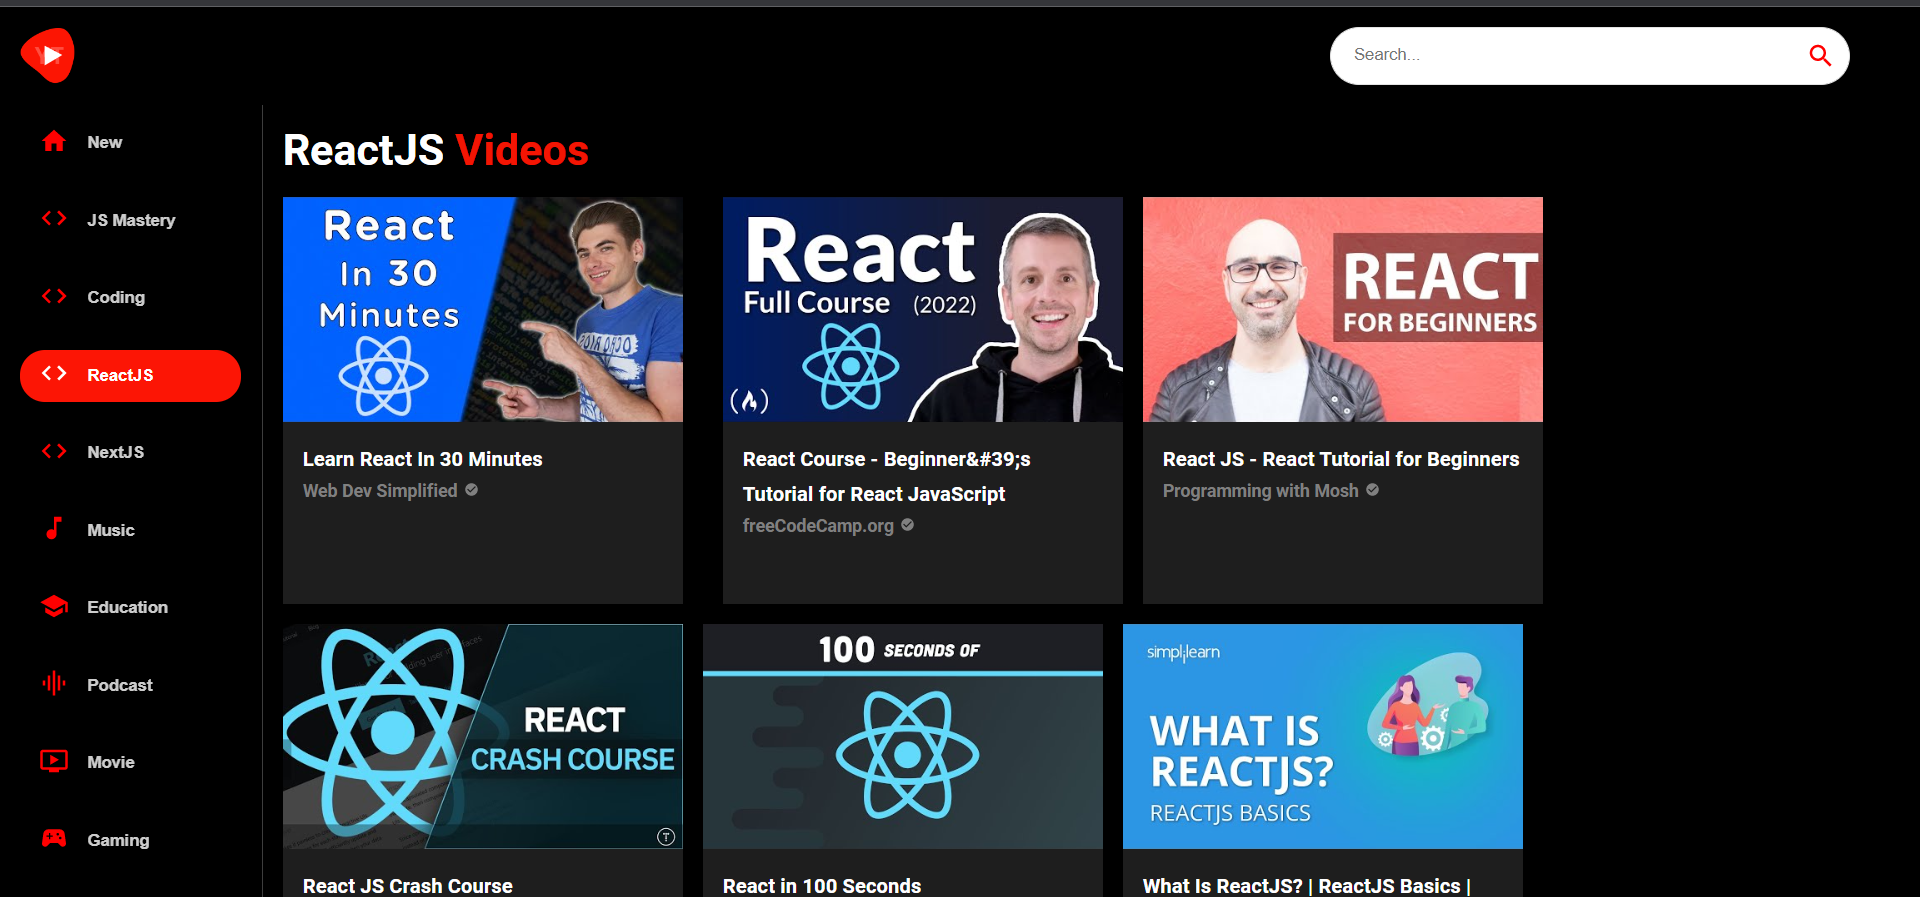 Search...
New
JS Mastery
Coding
ReactJS
NextJS
Music
Education
Podcast
Movie
Gaming
ReactJS Videos
React
In 30
Minutes
Learn React In 30 Minutes
Web Dev Simplified
React
Full Course (2022)
React Course - Beginner&#39;s
Tutorial for React JavaScript
freeCodeCamp.org
REACT
FOR BEGINNERS
React JS - React Tutorial for Beginners
Programming with Mosh
REACT
CRASH COURSE
T
React JS Crash Course
100 SECONDS OF
React in 100 Seconds
simplilearn
WHAT IS
REACTJS?
REACTJS BASICS
What Is ReactJS? | ReactJS Basics |